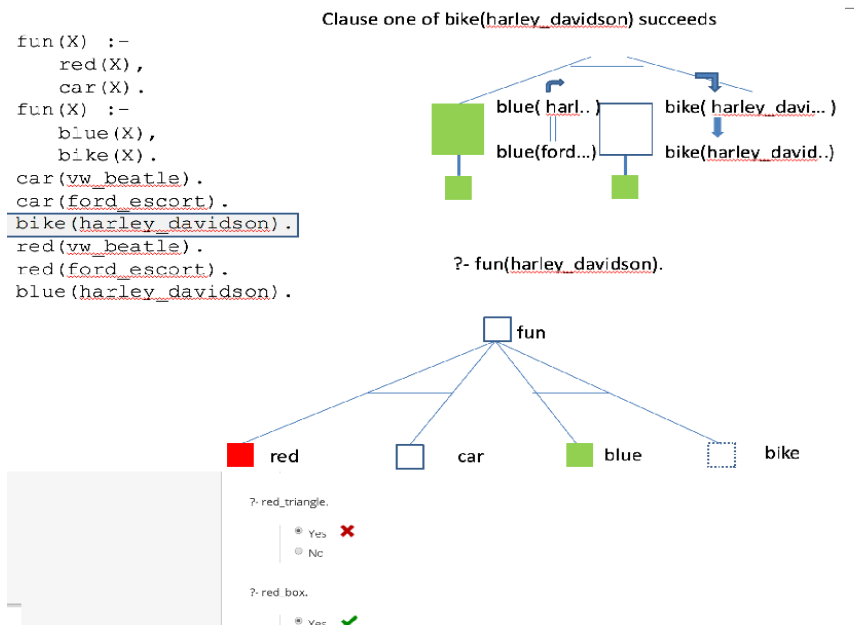 Clause one of bike(harley_davidson) succeeds
fun(X) :-
red(X),
car(X).
fun(X) :-
blue(X),
bike(X).
car(vw_beatle).
car(ford_escort).
bike(harley_davidson).
red(vw_beatle).
red(ford_escort).
blue(harley_davidson).
blue( harl.. )
bike( harley_davi... )
blue(ford...)
bike(harley_david..)
?- fun(harley_davidson).
fun
red
car
blue
bike
?- red_triangle.
Yes
No
?- red_box.
Yes